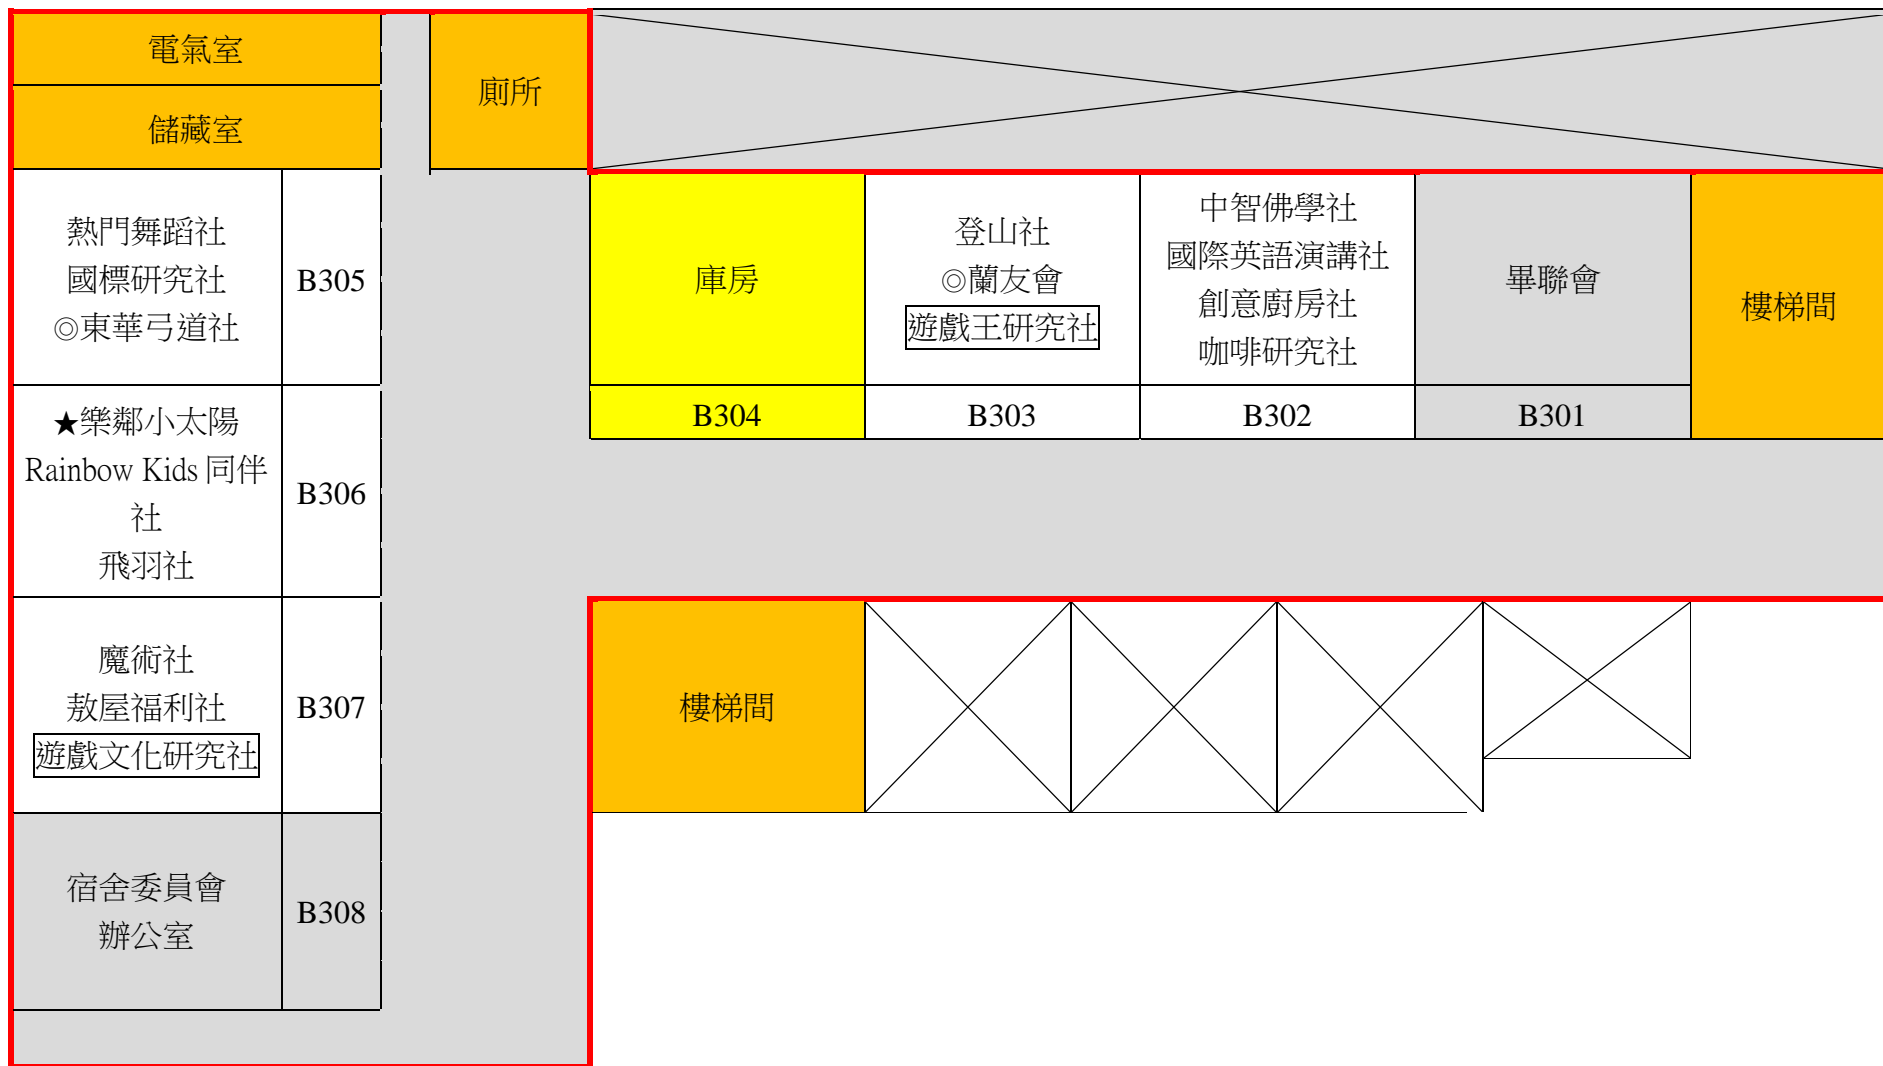 電氣室
儲藏室
廁所
熱門舞蹈社
國標研究社
◎東華弓道社
B305
庫房
B304
登山社
◎蘭友會
遊戲王研究社
B303
中智佛學社
國際英語演講社
創意廚房社
咖啡研究社
B302
畢聯會
B301
樓梯間
★樂鄰小太陽
Rainbow Kids 同伴
社
飛羽社
B306
魔術社
敖屋福利社
遊戲文化研究社
B307
樓梯間
宿舍委員會
辦公室
B308